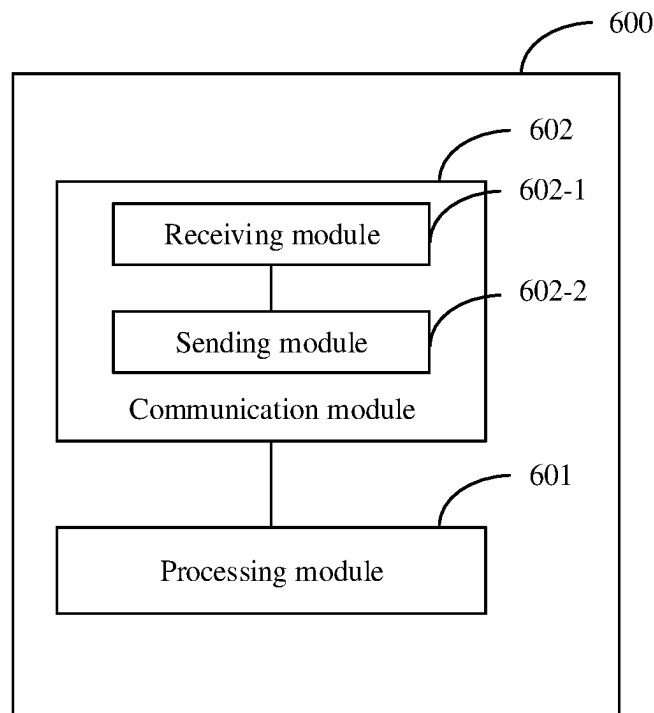 600
602
602-1
Receiving module
602-2
Sending module
Communication module
601
Processing module